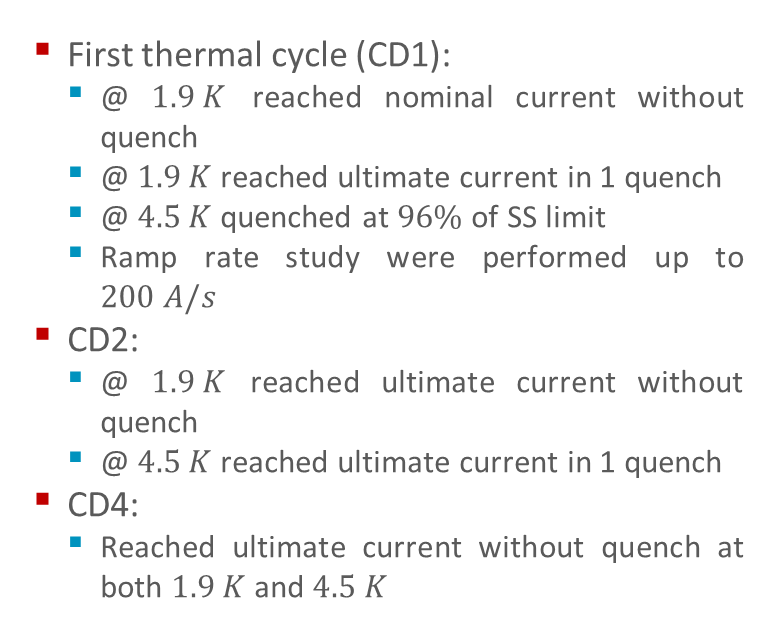 First thermal cycle (CD1):
@ 1.9 K reached nominal current without
quench
@ 1.9 K reached ultimate current in 1 quench
@ 4.5 K quenched at 96% of SS limit
Ramp rate study were performed up to
200 A/s
CD2:
@ 1.9 K reached ultimate current without
quench
@ 4.5 K reached ultimate current in 1 quench
CD4:
Reached ultimate current without quench at
both 1.9 K and 4.5 K